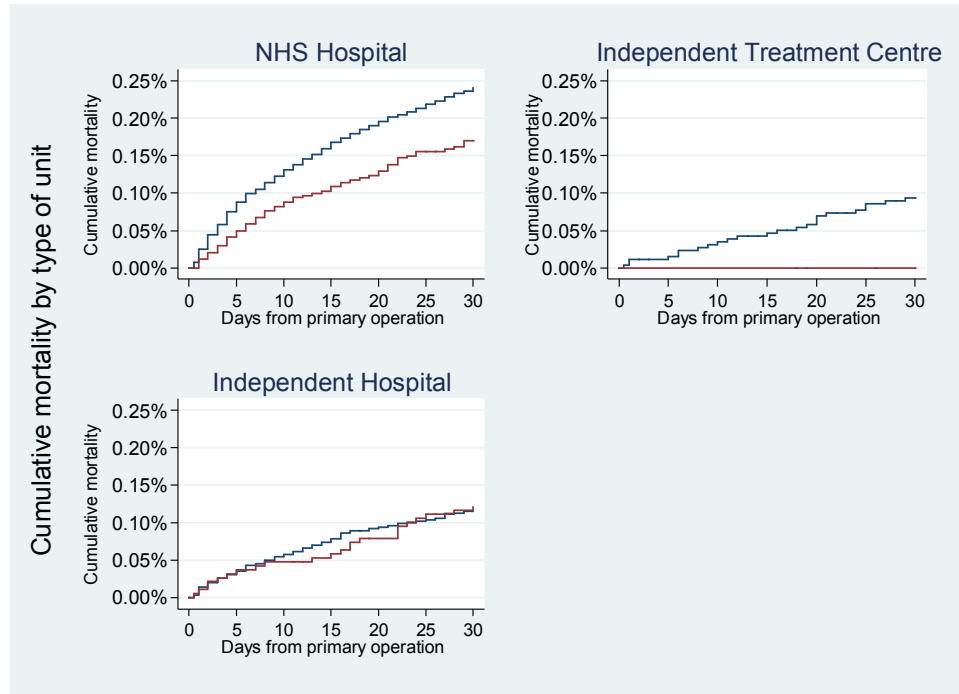 Cumulative mortality by type of unit
NHS Hospital
Cumulative mortality
0.25%
0.20%
0.15%
0.10%
0.05%
0.00%
0 5 10 15 20 25 30
Days from primary operation
Independent Treatment Centre
Cumulative mortality
0.25%
0.20%
0.15%
0.10%
0.05%
0.00%
0 5 10 15 20 25 30
Days from primary operation
Independent Hospital
Cumulative mortality
0.25%
0.20%
0.15%
0.10%
0.05%
0.00%
0 5 10 15 20 25 30
Days from primary operation